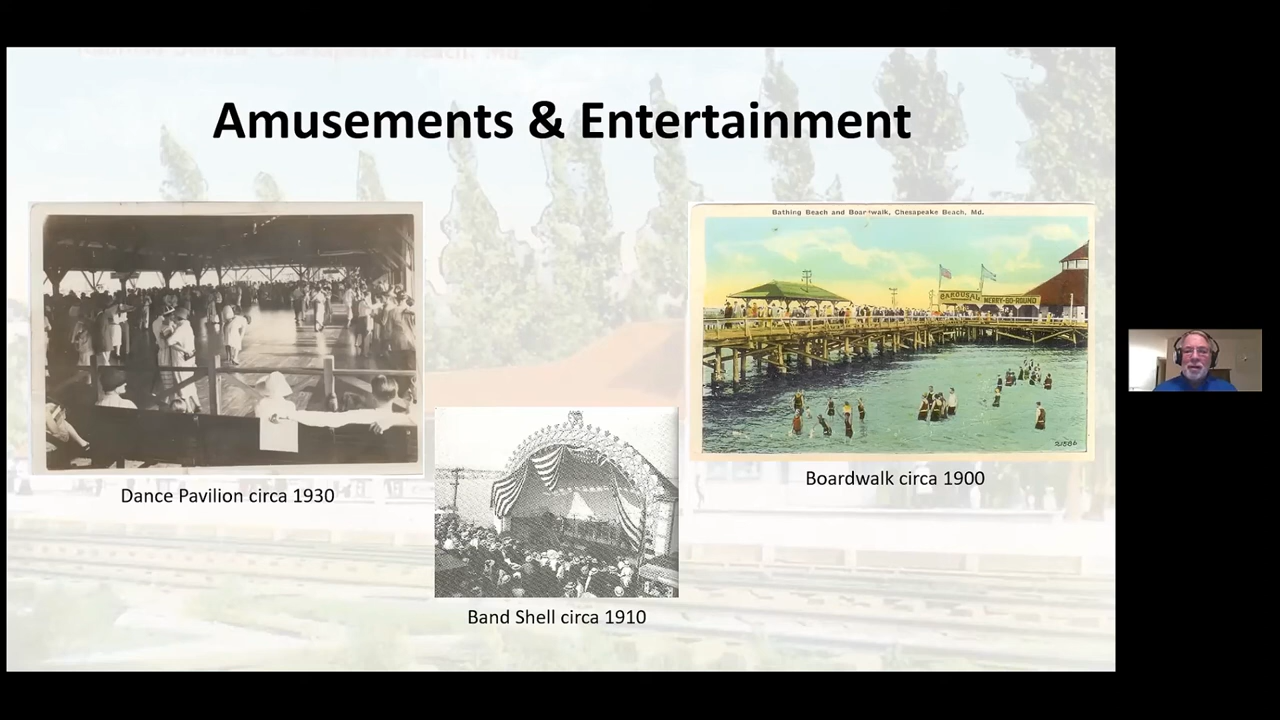 Amusements & Entertainment
Bathing Beach and Boardwalk, Chesapeake Beach, Md.
CAROUSAL
MERRY-GO-ROUND
21586
Dance Pavilion circa 1930
Boardwalk circa 1900
Band Shell circa 1910